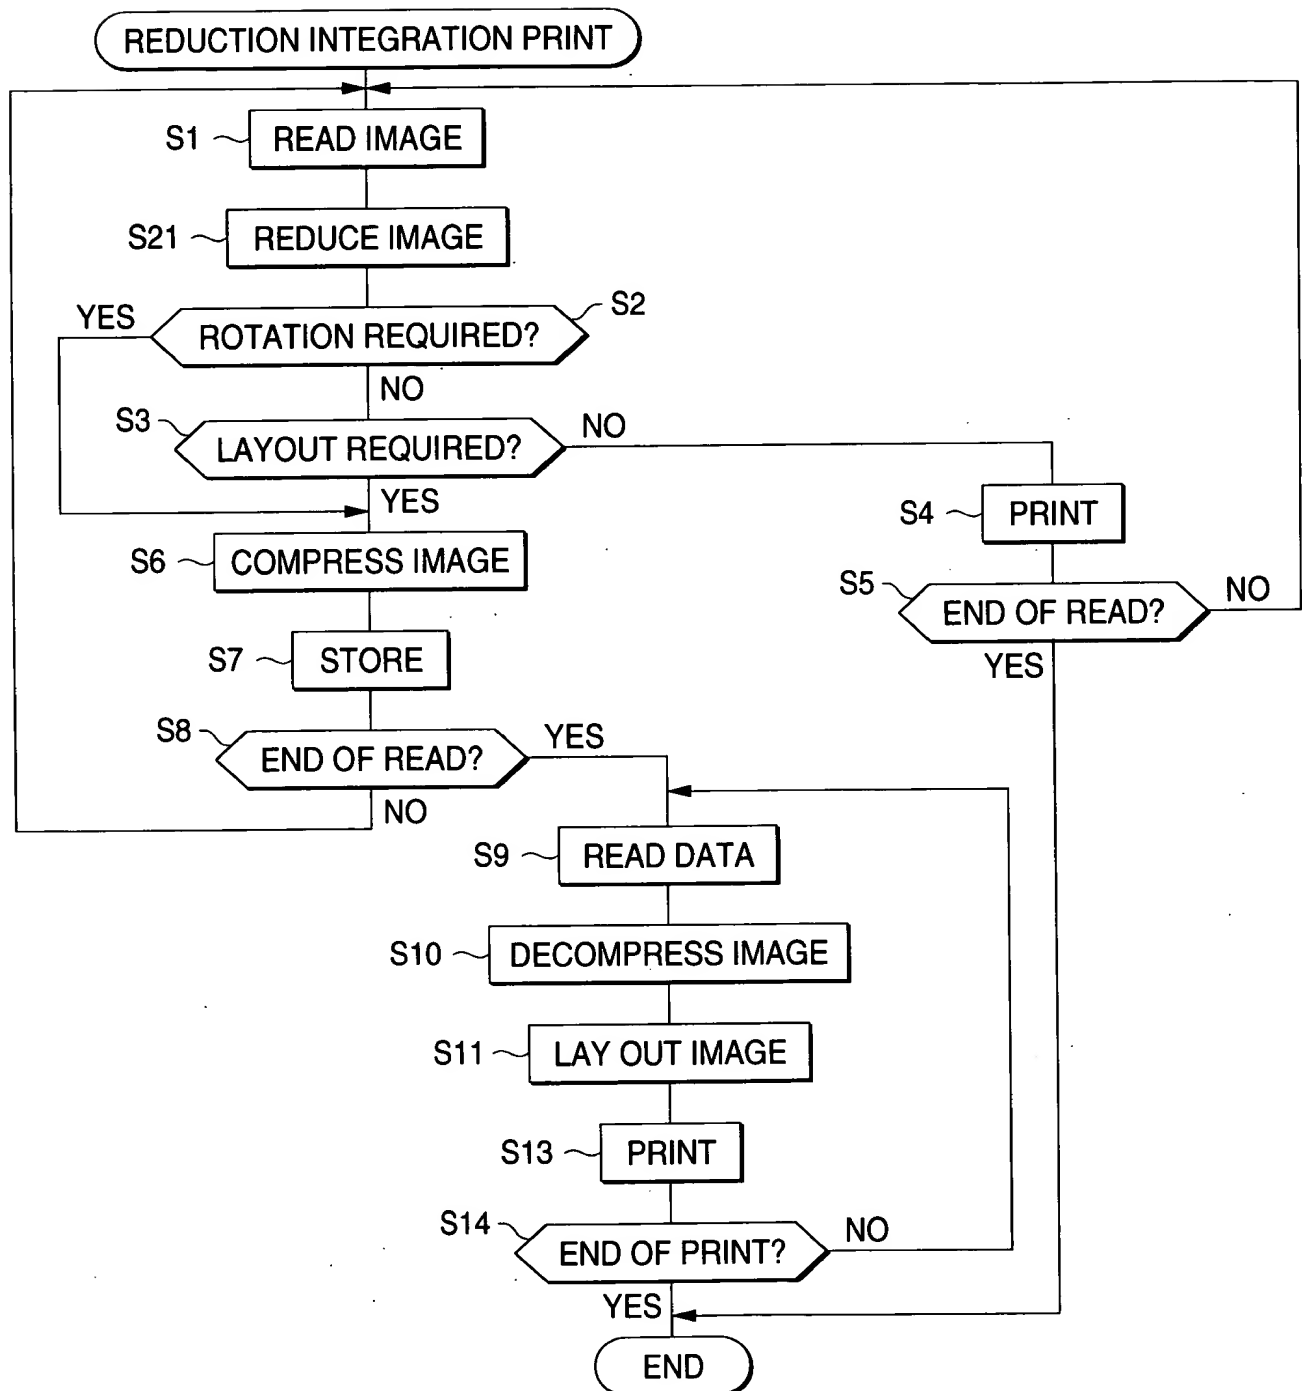 REDUCTION INTEGRATION PRINT
S1
READ IMAGE
S21
REDUCE IMAGE
S2
YES
ROTATION REQUIRED?
NO
S3
NO
LAYOUT REQUIRED?
YES
S4
PRINT
S6
COMPRESS IMAGE
S5
NO
END OF READ?
YES
S7
STORE
S8
YES
END OF READ?
NO
S9
READ DATA
S10
DECOMPRESS IMAGE
S11
LAY OUT IMAGE
S13
PRINT
S14
NO
END OF PRINT?
YES
END